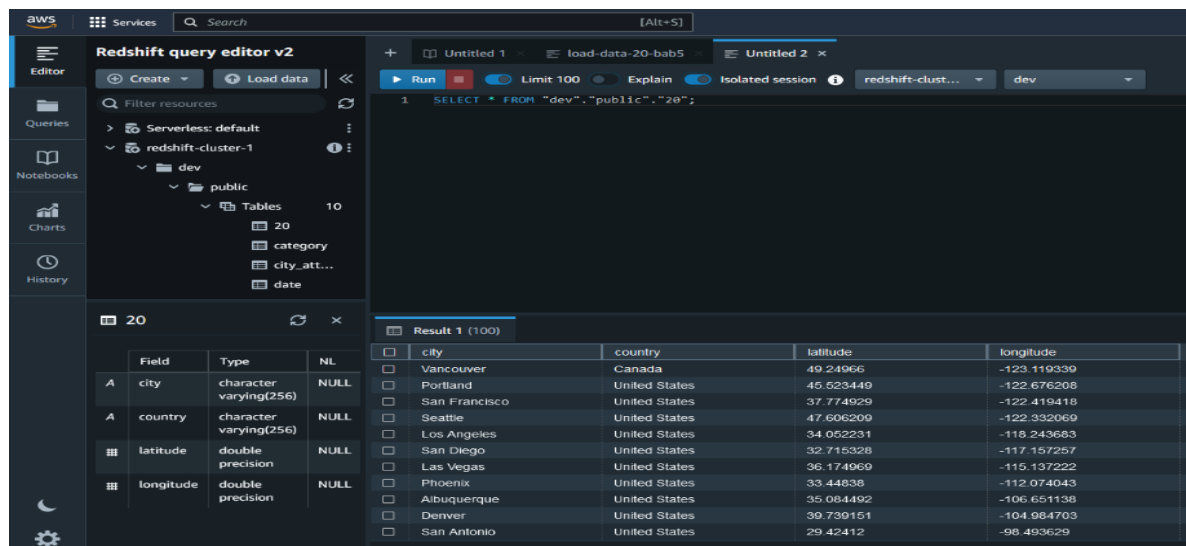 aws Services Search [Alt+S]
Editor
Queries
Notebooks
Charts
History
Redshift query editor v2
Create Load data
Filter resources
Serverless: default
redshift-cluster-1
dev
public
Tables 10
20
category
city_att...
date
20
Field Type NL
A city character varying(256) NULL
A country character varying(256) NULL
latitude double precision NULL
longitude double precision NULL
+ Untitled 1 × load-data-20-bab5 × Untitled 2 ×
Run Limit 100 Explain Isolated session redshift-clust... dev
1 SELECT * FROM "dev"."public"."20";
Result 1 (100)
city country latitude longitude
Vancouver Canada 49.24966 -123.119339
Portland United States 45.523449 -122.676208
San Francisco United States 37.774929 -122.419418
Seattle United States 47.606209 -122.332069
Los Angeles United States 34.052231 -118.243683
San Diego United States 32.715328 -117.157257
Las Vegas United States 36.174969 -115.137222
Phoenix United States 33.44838 -112.074043
Albuquerque United States 35.084492 -106.651138
Denver United States 39.739151 -104.984703
San Antonio United States 29.42412 -98.493629